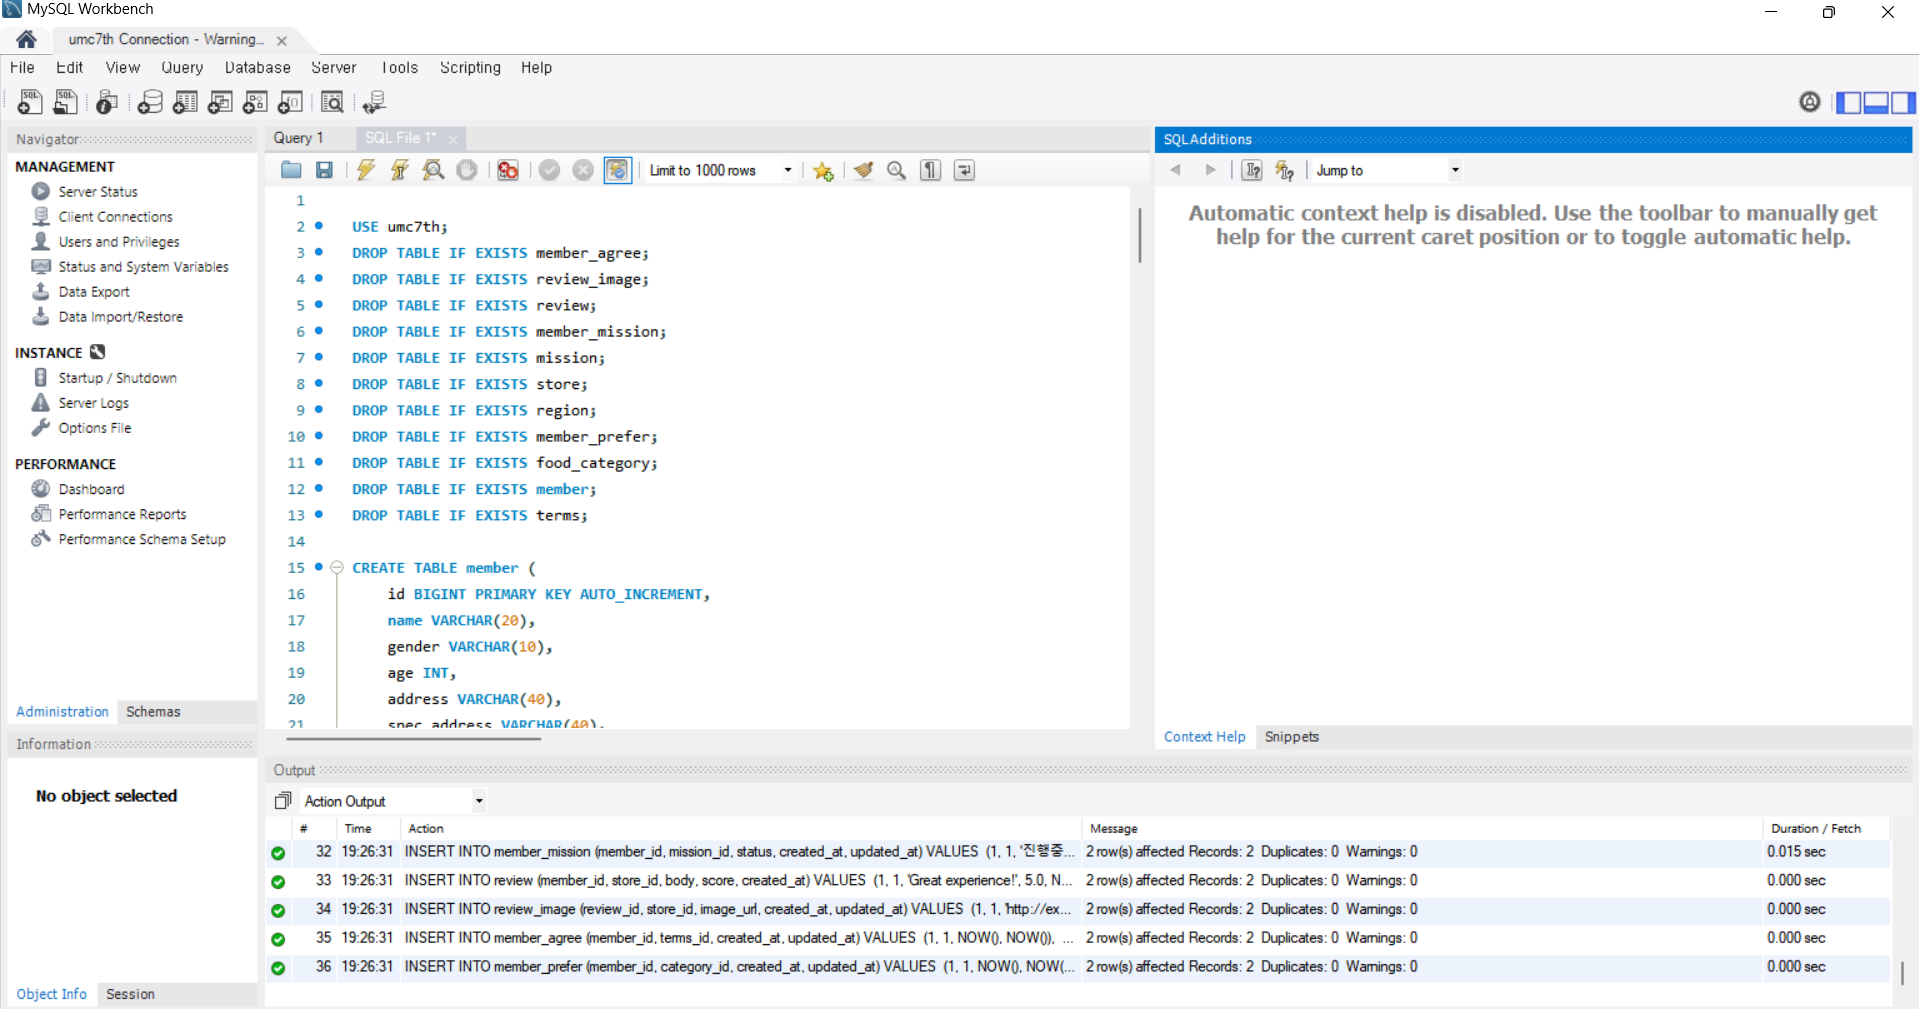 MySQL Workbench
umc7th Connection - Warning...
File Edit View Query Database Server Tools Scripting Help
Navigator
MANAGEMENT
Server Status
Client Connections
Users and Privileges
Status and System Variables
Data Export
Data Import/Restore
INSTANCE
Startup / Shutdown
Server Logs
Options File
PERFORMANCE
Dashboard
Performance Reports
Performance Schema Setup
Administration Schemas
Information
No object selected
Object Info Session
Query 1 SQL File 1*
Limit to 1000 rows
1
2 USE umc7th;
3 DROP TABLE IF EXISTS member_agree;
4 DROP TABLE IF EXISTS review_image;
5 DROP TABLE IF EXISTS review;
6 DROP TABLE IF EXISTS member_mission;
7 DROP TABLE IF EXISTS mission;
8 DROP TABLE IF EXISTS store;
9 DROP TABLE IF EXISTS region;
10 DROP TABLE IF EXISTS member_prefer;
11 DROP TABLE IF EXISTS food_category;
12 DROP TABLE IF EXISTS member;
13 DROP TABLE IF EXISTS terms;
14
15 CREATE TABLE member (
16 id BIGINT PRIMARY KEY AUTO_INCREMENT,
17 name VARCHAR(20),
18 gender VARCHAR(10),
19 age INT,
20 address VARCHAR(40),
21 spec_address VARCHAR(40),
SQLAdditions
Jump to
Automatic context help is disabled. Use the toolbar to manually get
help for the current caret position or to toggle automatic help.
Context Help Snippets
Output
Action Output
# Time Action Message Duration / Fetch
32 19:26:31 INSERT INTO member_mission (member_id, mission_id, status, created_at, updated_at) VALUES (1, 1, '진행중... 2 row(s) affected Records: 2 Duplicates: 0 Warnings: 0 0.015 sec
33 19:26:31 INSERT INTO review (member_id, store_id, body, score, created_at) VALUES (1, 1, 'Great experience!', 5.0, N... 2 row(s) affected Records: 2 Duplicates: 0 Warnings: 0 0.000 sec
34 19:26:31 INSERT INTO review_image (review_id, store_id, image_url, created_at, updated_at) VALUES (1, 1, 'http://ex... 2 row(s) affected Records: 2 Duplicates: 0 Warnings: 0 0.000 sec
35 19:26:31 INSERT INTO member_agree (member_id, terms_id, created_at, updated_at) VALUES (1, 1, NOW(), NOW()), ... 2 row(s) affected Records: 2 Duplicates: 0 Warnings: 0 0.000 sec
36 19:26:31 INSERT INTO member_prefer (member_id, category_id, created_at, updated_at) VALUES (1, 1, NOW(), NOW(... 2 row(s) affected Records: 2 Duplicates: 0 Warnings: 0 0.000 sec